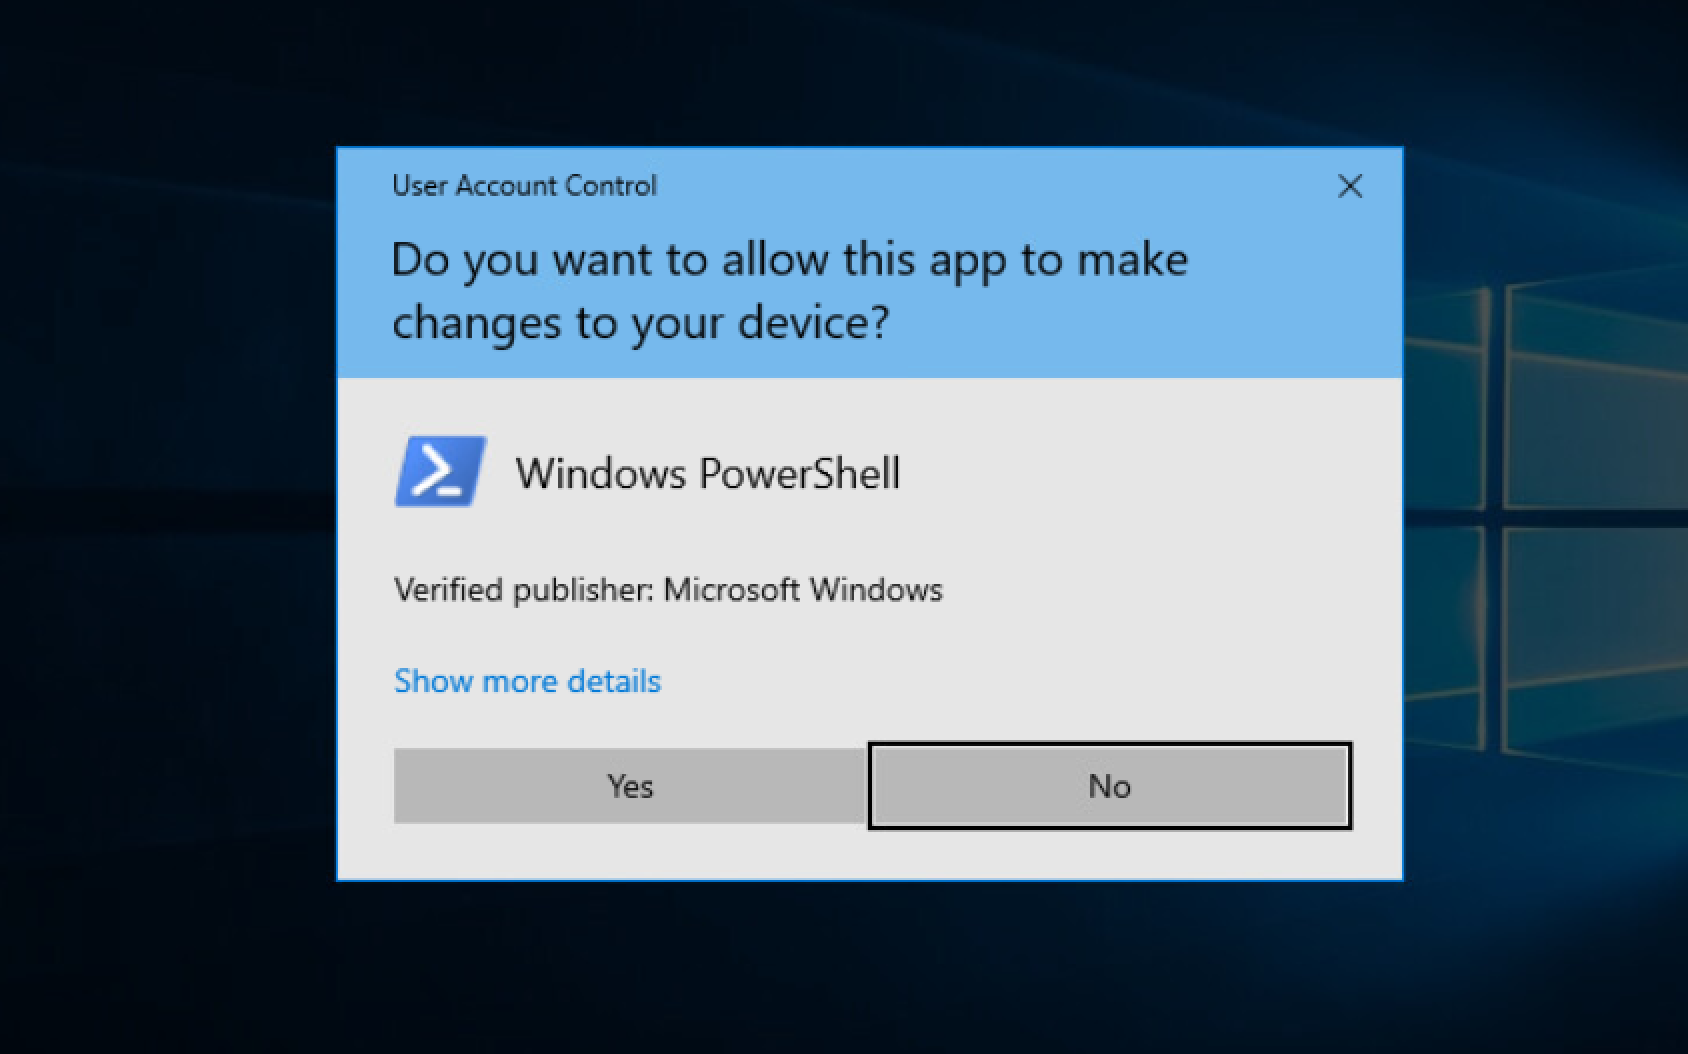 User Account Control
Do you want to allow this app to make
changes to your device?
Windows PowerShell
Verified publisher: Microsoft Windows
Show more details
Yes
No